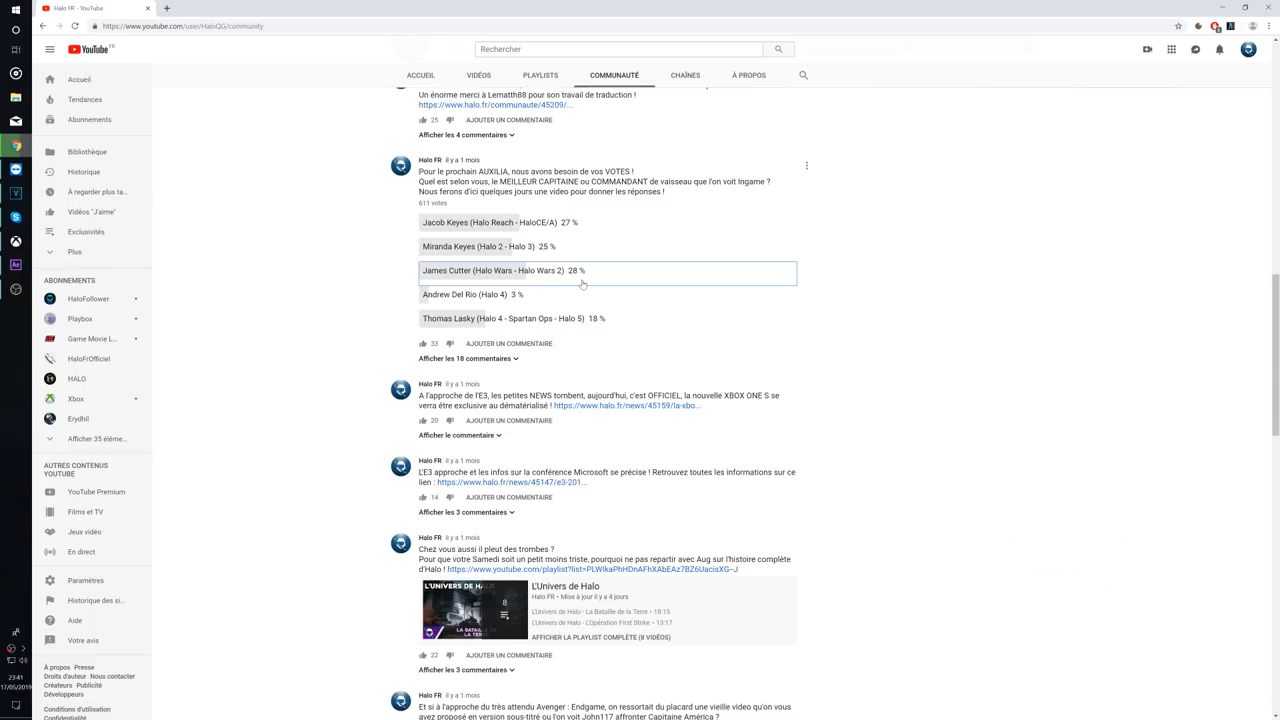 Halo FR - YouTube
https://www.youtube.com/user/HaloQG/community
YouTube FR
Rechercher
ACCUEIL VIDÉOS PLAYLISTS COMMUNAUTÉ CHAÎNES À PROPOS
Accueil
Tendances
Abonnements
Bibliothèque
Historique
À regarder plus ta...
Vidéos "J'aime"
Exclusivités
Plus
ABONNEMENTS
HaloFollower
Playbox
Game Movie L...
HaloFrOfficiel
HALO
Xbox
Erydhil
Afficher 35 éléme...
AUTRES CONTENUS
YOUTUBE
YouTube Premium
Films et TV
Jeux vidéo
En direct
Paramètres
Historique des si...
Aide
Votre avis
À propos Presse
Droits d'auteur Nous contacter
Créateurs Publicité
Développeurs
Conditions d'utilisation
Confidentialité
Un énorme merci à Lematth88 pour son travail de traduction !
https://www.halo.fr/communaute/45209/...
25 AJOUTER UN COMMENTAIRE
Afficher les 4 commentaires
Halo FR il y a 1 mois
Pour le prochain AUXILIA, nous avons besoin de vos VOTES !
Quel est selon vous, le MEILLEUR CAPITAINE ou COMMANDANT de vaisseau que l'on voit Ingame ?
Nous ferons d'ici quelques jours une video pour donner les réponses !
611 votes
Jacob Keyes (Halo Reach - HaloCE/A) 27 %
Miranda Keyes (Halo 2 - Halo 3) 25 %
James Cutter (Halo Wars - Halo Wars 2) 28 %
Andrew Del Rio (Halo 4) 3 %
Thomas Lasky (Halo 4 - Spartan Ops - Halo 5) 18 %
33 AJOUTER UN COMMENTAIRE
Afficher les 18 commentaires
Halo FR il y a 1 mois
A l'approche de l'E3, les petites NEWS tombent, aujourd'hui, c'est OFFICIEL, la nouvelle XBOX ONE S se
verra être exclusive au dématérialisé ! https://www.halo.fr/news/45159/la-xbo...
20 AJOUTER UN COMMENTAIRE
Afficher le commentaire
Halo FR il y a 1 mois
L'E3 approche et les infos sur la conférence Microsoft se précise ! Retrouvez toutes les informations sur ce
lien : https://www.halo.fr/news/45147/e3-201...
14 AJOUTER UN COMMENTAIRE
Afficher les 3 commentaires
Halo FR il y a 1 mois
Chez vous aussi il pleut des trombes ?
Pour que votre Samedi soit un petit moins triste, pourquoi ne pas repartir avec Aug sur l'histoire complète
d'Halo ! https://www.youtube.com/playlist?list=PLWIkaPhHDnAFhXAbEAz7BZ6UacisXG--J
L'UNIVERS DE HALO
8
LA BATAILLE DE
LA TERRE
L'Univers de Halo
Halo FR • Mise à jour il y a 4 jours
L'Univers de Halo - La Bataille de la Terre • 18:15
L'Univers de Halo - L'Opération First Strike • 13:17
AFFICHER LA PLAYLIST COMPLÈTE (8 VIDÉOS)
22 AJOUTER UN COMMENTAIRE
Afficher les 3 commentaires
Halo FR il y a 1 mois
Et si à l'approche du très attendu Avenger : Endgame, on ressortait du placard une vieille video qu'on vous
avez proposé en version sous-titré ou l'on voit John117 affronter Capitaine América ?
23:41
17/05/2019